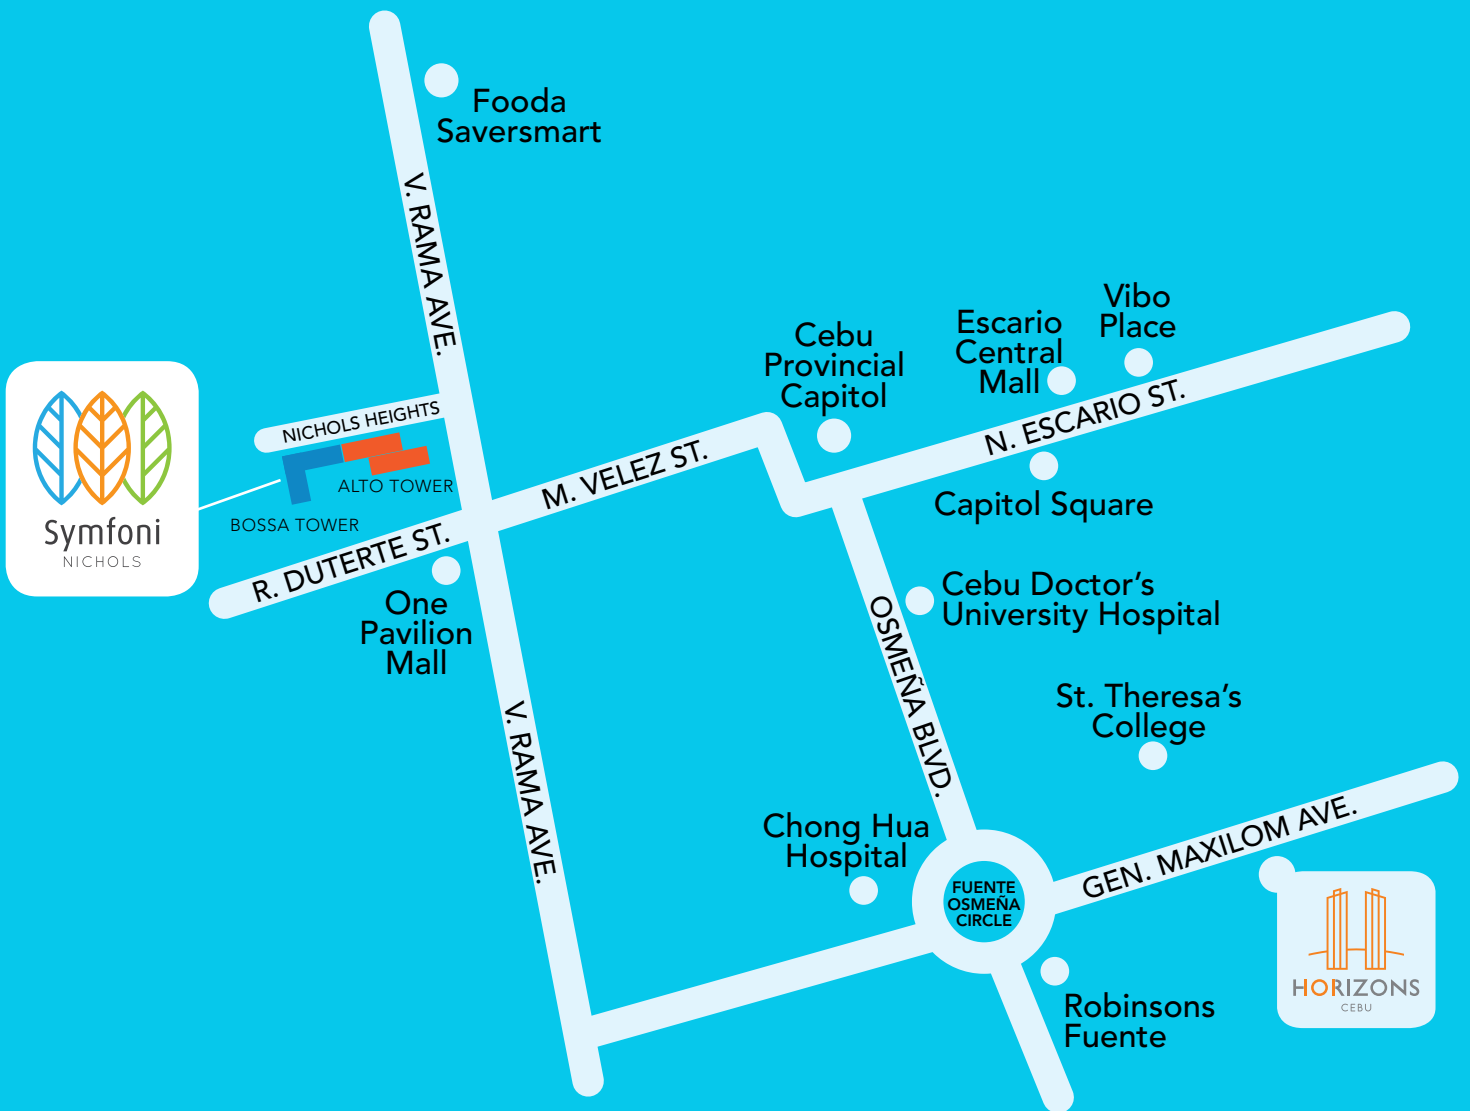 Fooda
Saversmart
V. RAMA AVE.
Vibo
Place
Escario
Central
Mall
Cebu
Provincial
Capitol
N. ESCARIO ST.
NICHOLS HEIGHTS
M. VELEZ ST.
ALTO TOWER
BOSSA TOWER
Symfoni
NICHOLS
Capitol Square
R. DUTERTE ST.
One
Pavilion
Mall
Cebu Doctor's
University Hospital
OSMEÑA BLVD.
St. Theresa's
College
V. RAMA AVE.
Chong Hua
Hospital
GEN. MAXILOM AVE.
FUENTE
OSMEÑA
CIRCLE
HORIZONS
CEBU
Robinsons
Fuente